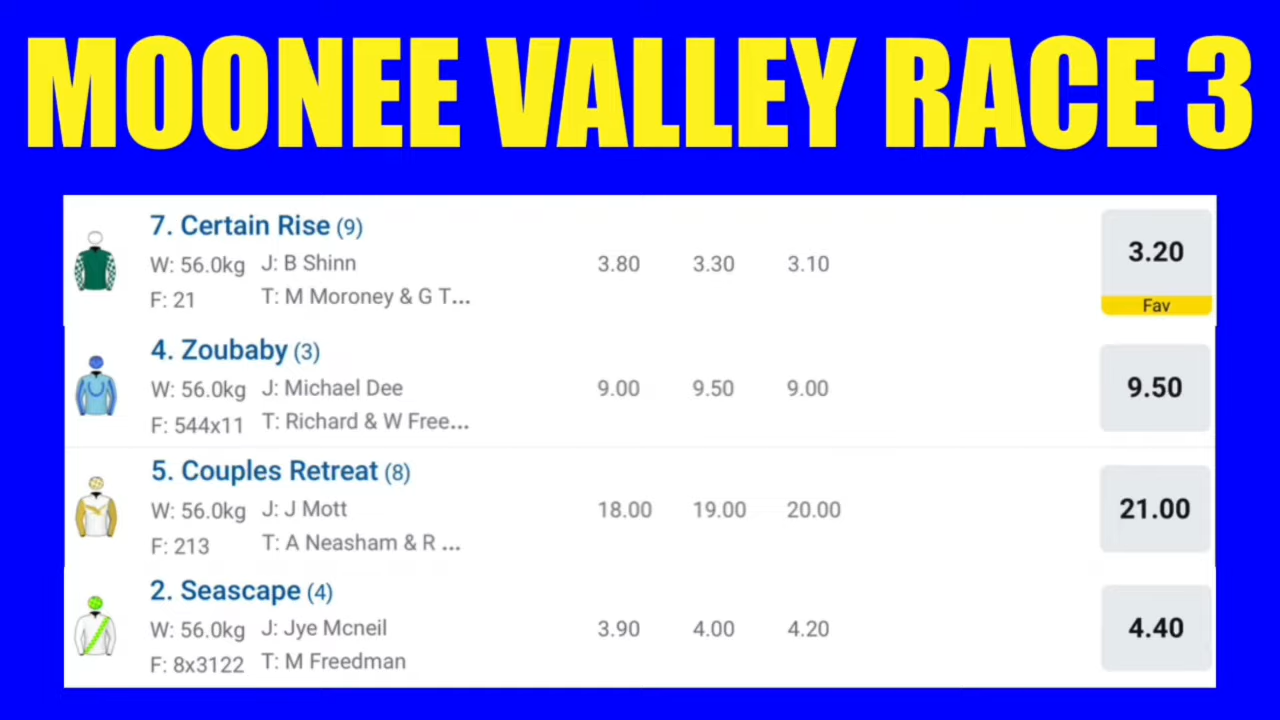 MOONEE VALLEY RACE 3
7. Certain Rise (9)
W: 56.0kg J: B Shinn 3.80 3.30 3.10 3.20
F: 21 T: M Moroney & G T... Fav
4. Zoubaby (3)
W: 56.0kg J: Michael Dee 9.00 9.50 9.00 9.50
F: 544x11 T: Richard & W Free...
5. Couples Retreat (8)
W: 56.0kg J: J Mott 18.00 19.00 20.00 21.00
F: 213 T: A Neasham & R ...
2. Seascape (4)
W: 56.0kg J: Jye Mcneil 3.90 4.00 4.20 4.40
F: 8x3122 T: M Freedman